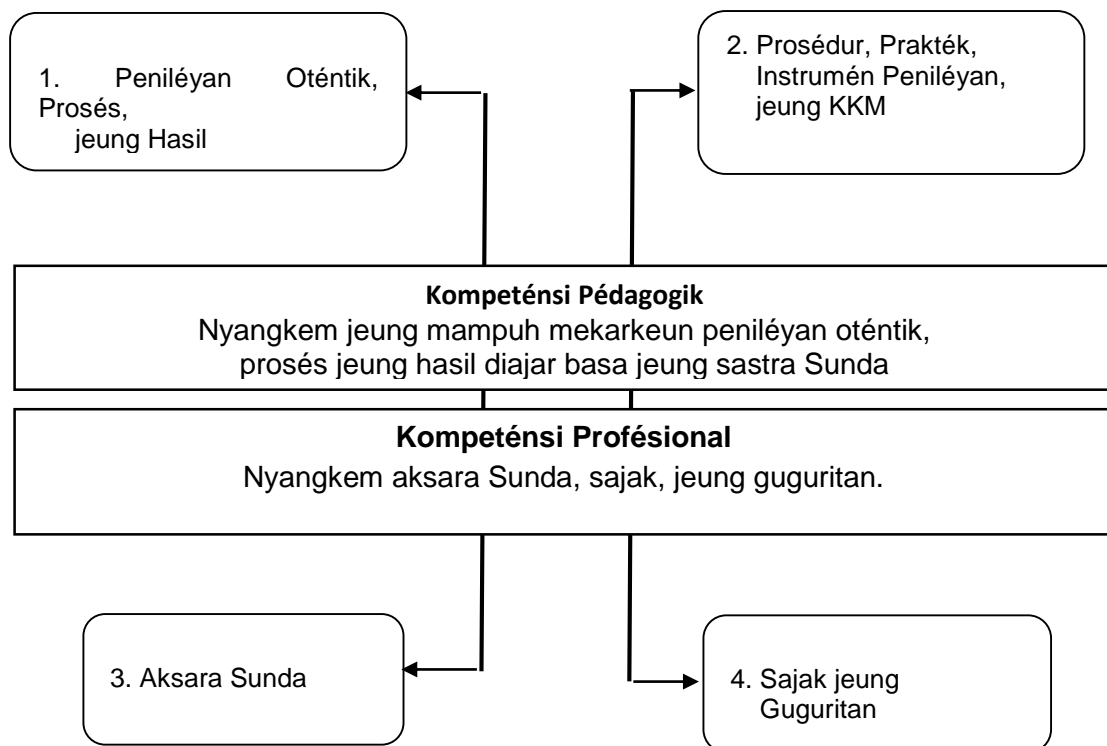 1. Peniléyan Oténtik,
Prosés,
jeung Hasil
2. Prosédur, Prakték,
Instrumén Peniléyan,
jeung KKM
Kompeténsi Pédagogik
Nyangkem jeung mampuh mekarkeun peniléyan oténtik,
prosés jeung hasil diajar basa jeung sastra Sunda
Kompeténsi Profésional
Nyangkem aksara Sunda, sajak, jeung guguritan.
3. Aksara Sunda
4. Sajak jeung
Guguritan